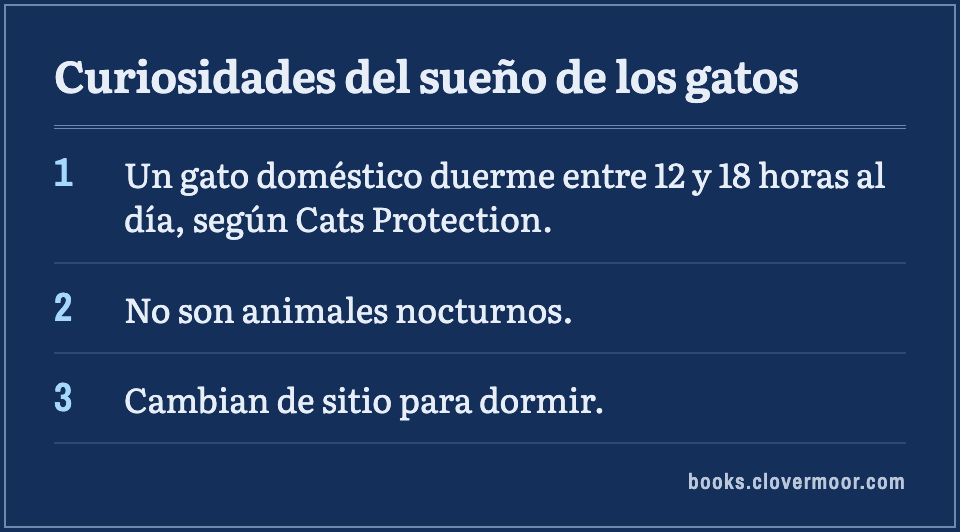 Curiosidades del sueño de los gatos
1 Un gato doméstico duerme entre 12 y 18 horas al
día, según Cats Protection.
2 No son animales nocturnos.
3 Cambian de sitio para dormir.
books.clovermoor.com